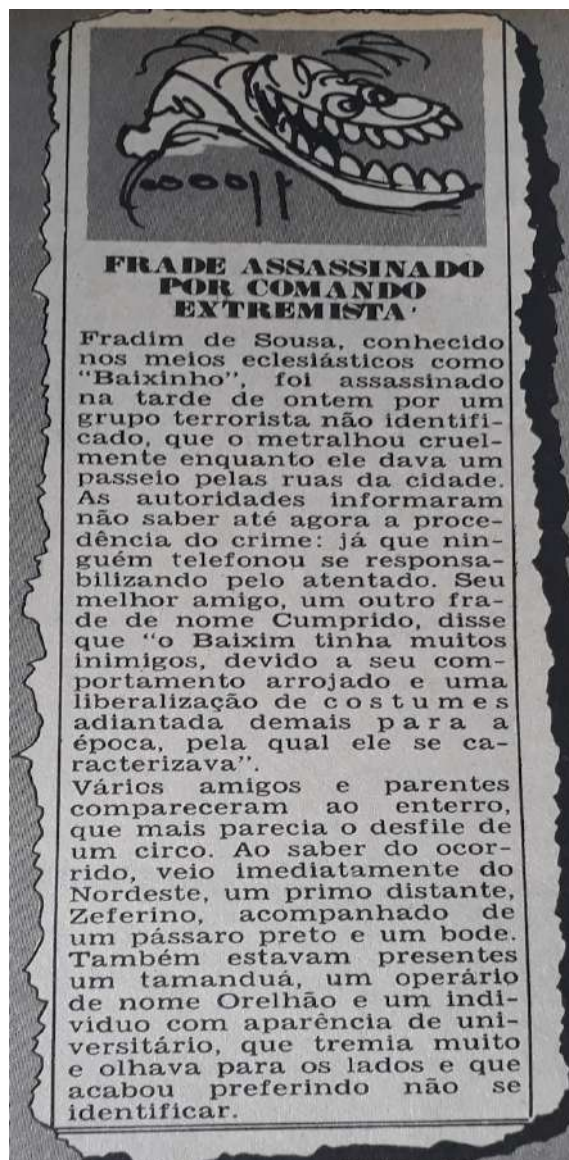 FRADE ASSASSINADO
POR COMANDO
EXTREMISTA'
Fradim de Sousa, conhecido
nos meios eclesiásticos como
"Baixinho", foi assassinado
na tarde de ontem por um
grupo terrorista não identifi-
cado, que o metralhou cruel-
mente enquanto ele dava um
passeio pelas ruas da cidade.
As autoridades informaram
não saber até agora a proce-
dência do crime: já que nin-
guém telefonou se responsa-
bilizando pelo atentado. Seu
melhor amigo, um outro fra-
de de nome Cumprido, disse
que "o Baixim tinha muitos
inimigos, devido a seu com-
portamento arrojado e uma
liberalização de costumes
adiantada demais para a
época, pela qual ele se ca-
racterizava".
Vários amigos e parentes
compareceram ao enterro,
que mais parecia o desfile de
um circo. Ao saber do ocor-
rido, veio imediatamente do
Nordeste, um primo distante,
Zeferino, acompanhado de
um pássaro preto e um bode.
Também estavam presentes
um tamanduá, um operário
de nome Orelhão e um indi-
víduo com aparência de uni-
versitário, que tremia muito
e olhava para os lados e que
acabou preferindo não se
identificar.